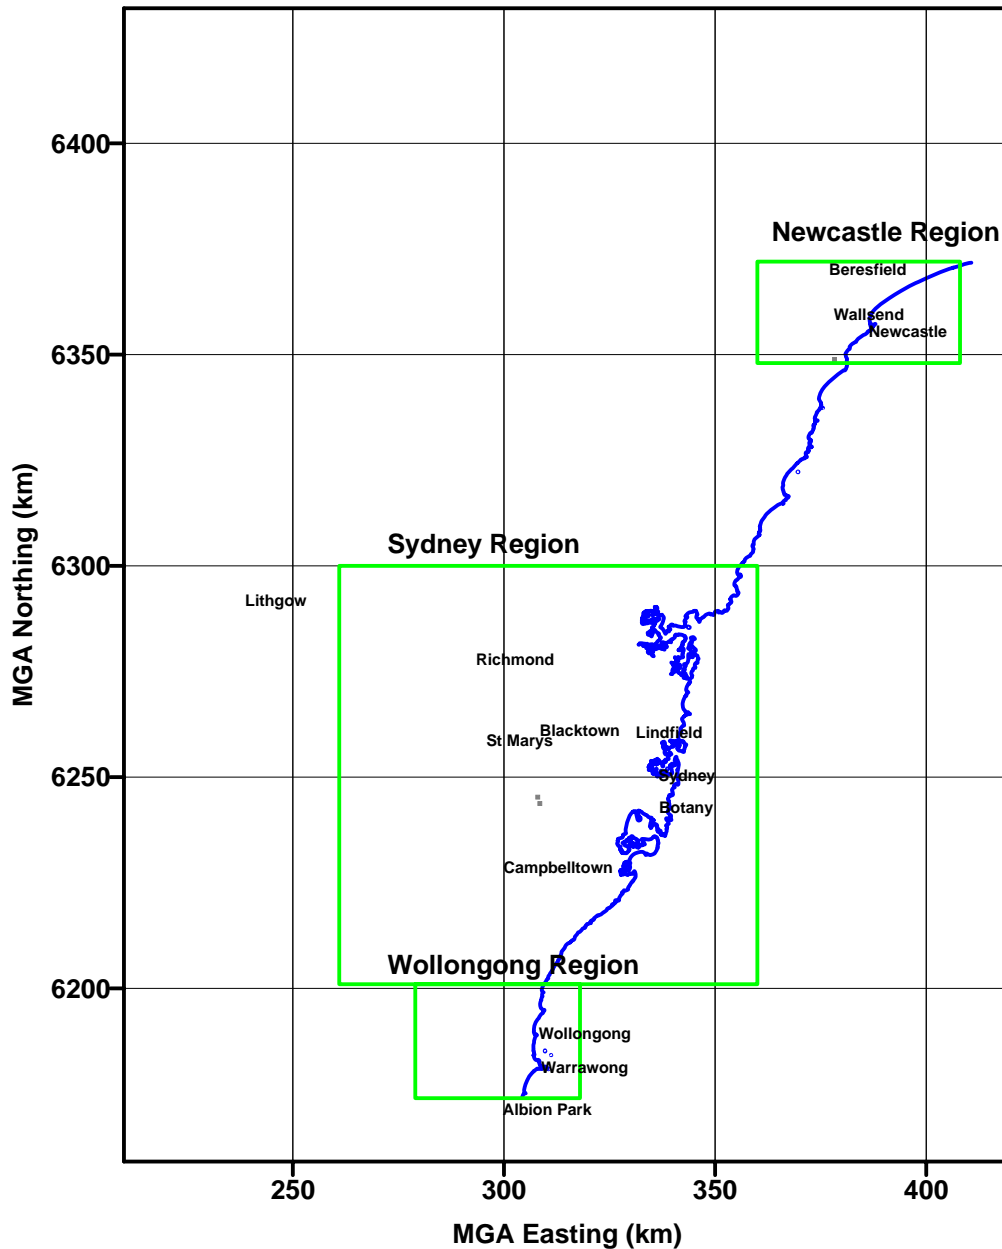 6400
Newcastle Region
Beresfield
Wallsend
Newcastle
6350
MGA Northing (km)
Sydney Region
6300
Lithgow
Richmond
Blacktown
Lindfield
St Marys
Sydney
6250
Botany
Campbelltown
Wollongong Region
6200
Wollongong
Warrawong
Albion Park
250 300 350 400
MGA Easting (km)